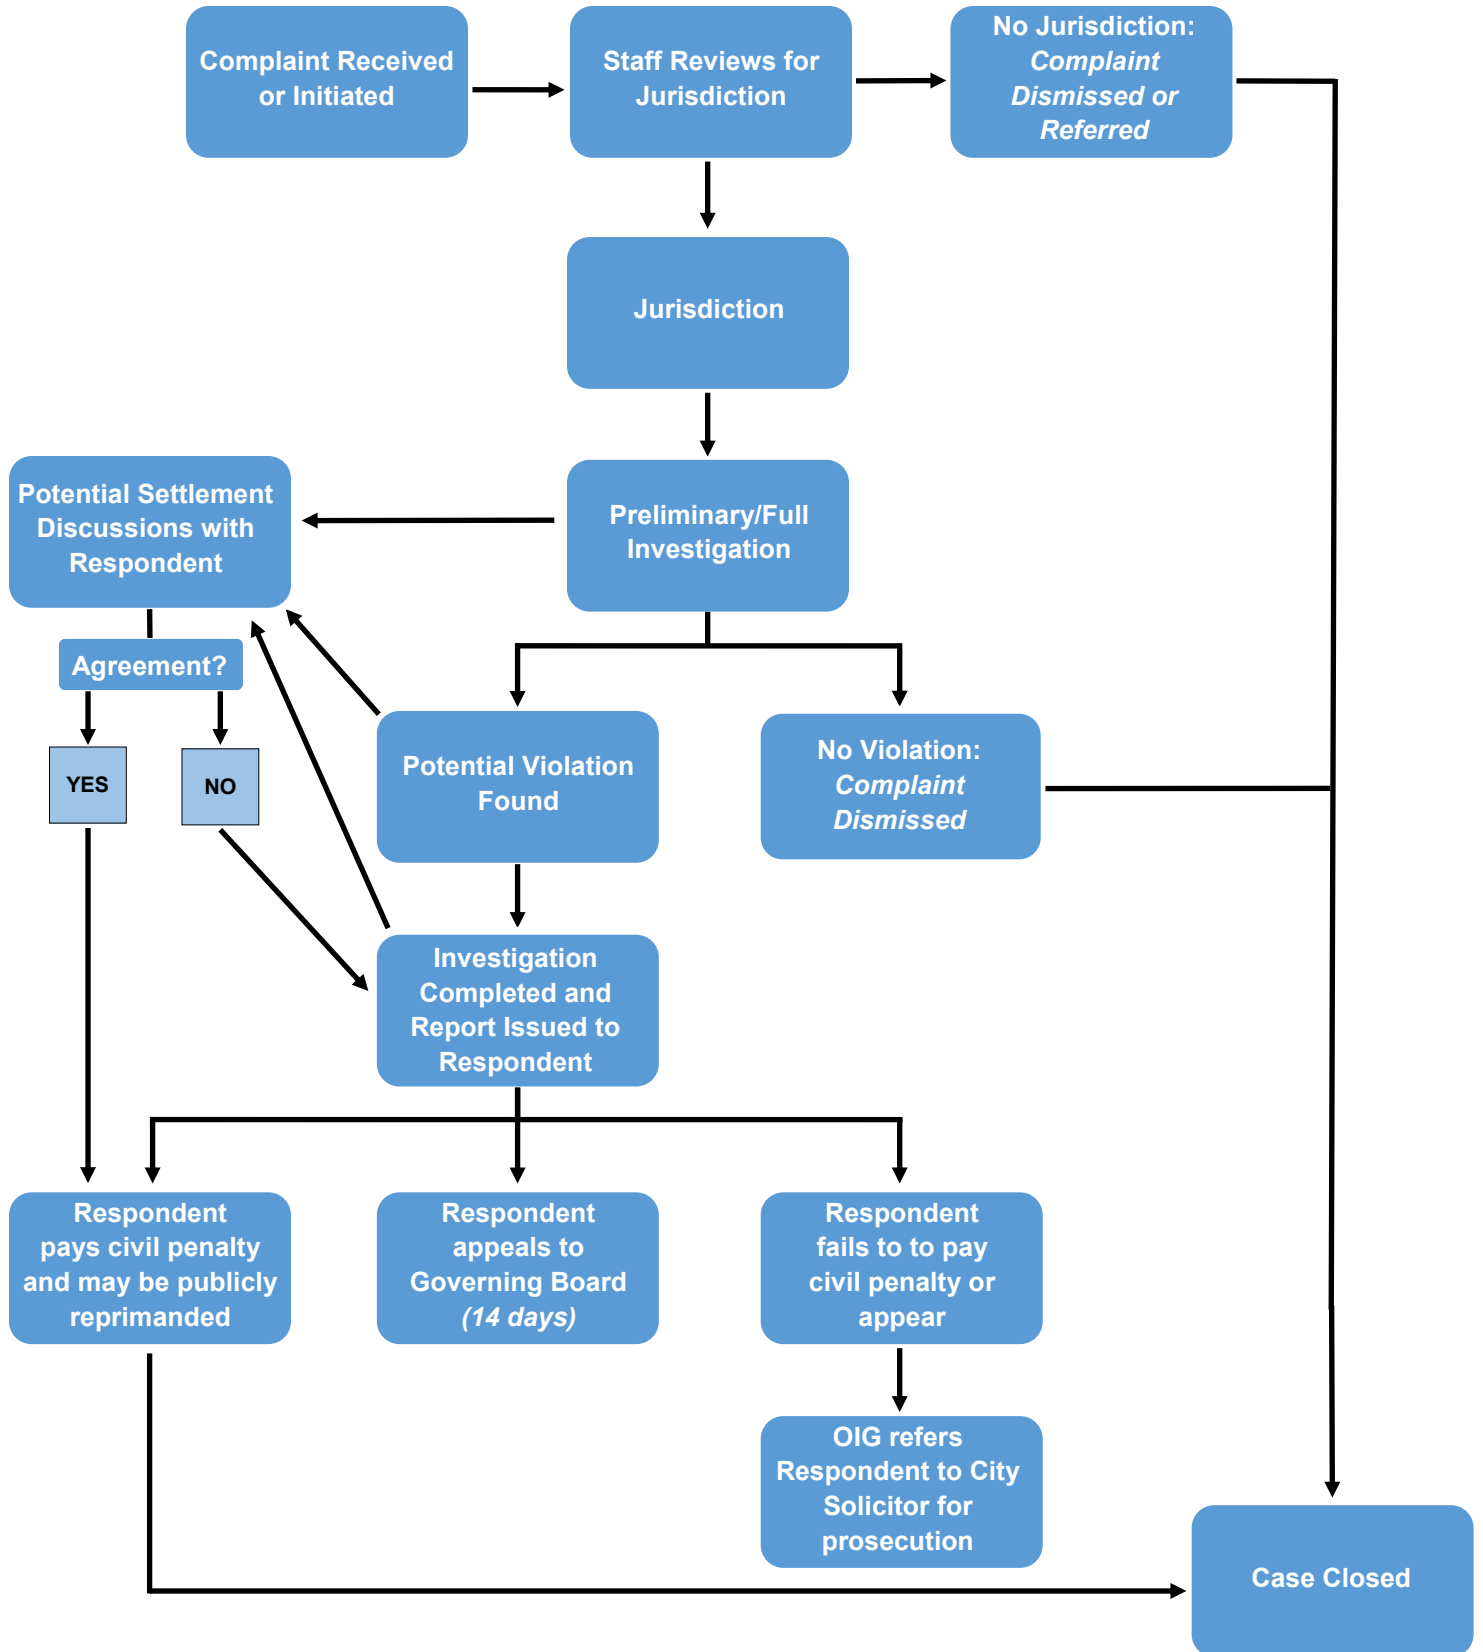 Complaint Received
or Initiated
Staff Reviews for
Jurisdiction
No Jurisdiction:
Complaint
Dismissed or
Referred
Jurisdiction
Potential Settlement
Discussions with
Respondent
Preliminary/Full
Investigation
Agreement?
YES
NO
Potential Violation
Found
No Violation:
Complaint
Dismissed
Investigation
Completed and
Report Issued to
Respondent
Respondent
pays civil penalty
and may be publicly
reprimanded
Respondent
appeals to
Governing Board
(14 days)
Respondent
fails to to pay
civil penalty or
appear
OIG refers
Respondent to City
Solicitor for
prosecution
Case Closed